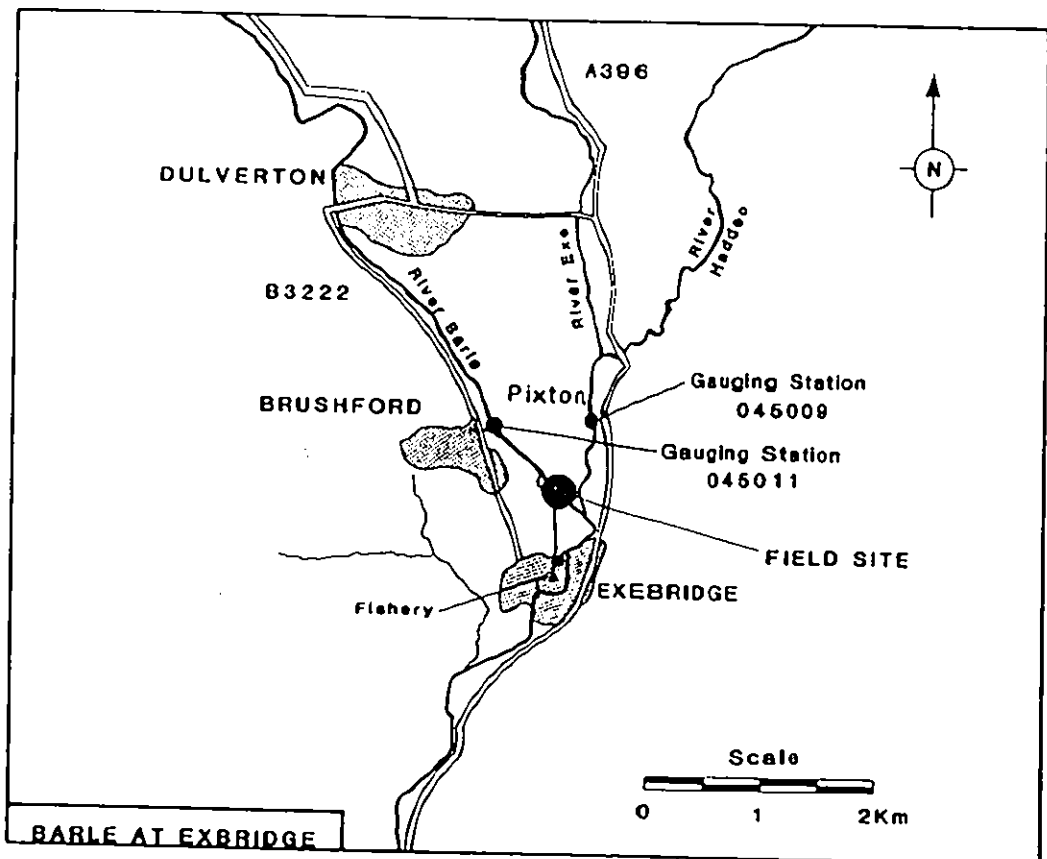 A396
N
DULVERTON
River
Haddeo
River Exe
B3222
River Barle
Pixton
Gauging Station
045009
BRUSHFORD
Gauging Station
045011
FIELD SITE
EXEBRIDGE
Fishery
Scale
0 1 2Km
BARLE AT EXBRIDGE